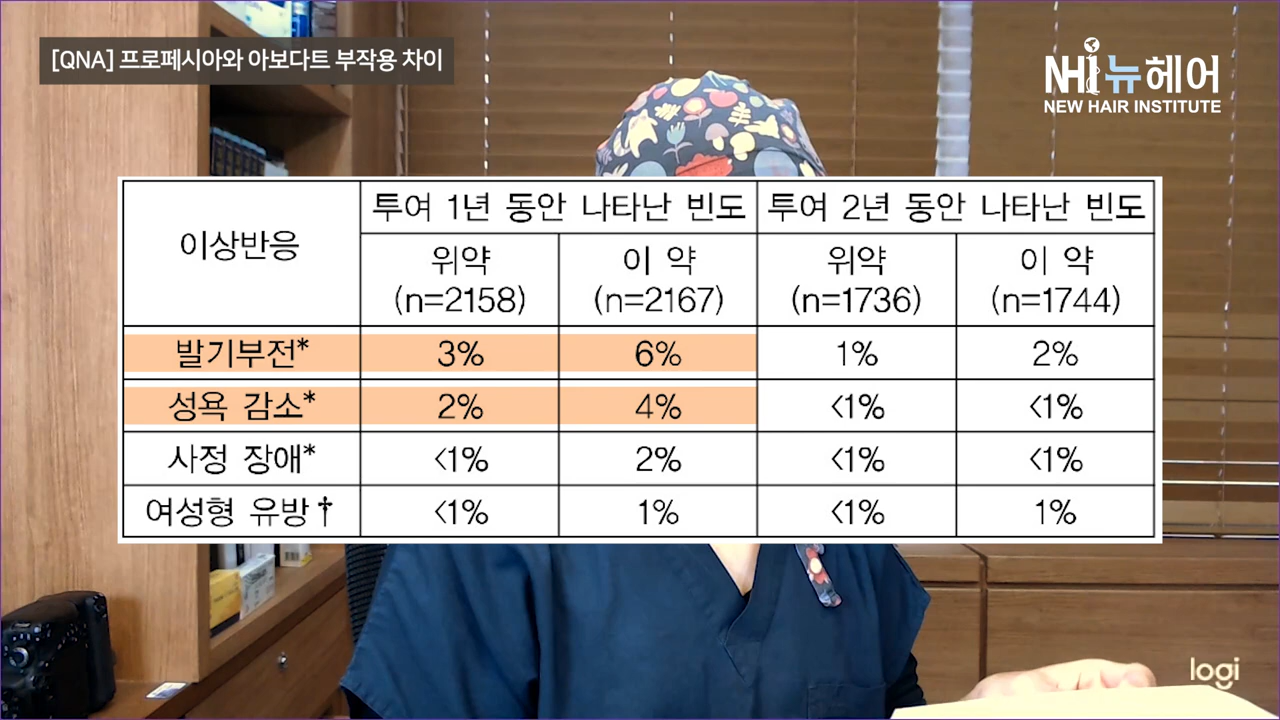 [QNA] 프로페시아와 아보다트 부작용 차이
NHI 뉴헤어
NEW HAIR INSTITUTE
이상반응 투여 1년 동안 나타난 빈도 투여 2년 동안 나타난 빈도
위약 (n=2158) 이 약 (n=2167) 위약 (n=1736) 이 약 (n=1744)
발기부전* 3% 6% 1% 2%
성욕 감소* 2% 4% <1% <1%
사정 장애* <1% 2% <1% <1%
여성형 유방† <1% 1% <1% 1%
logi